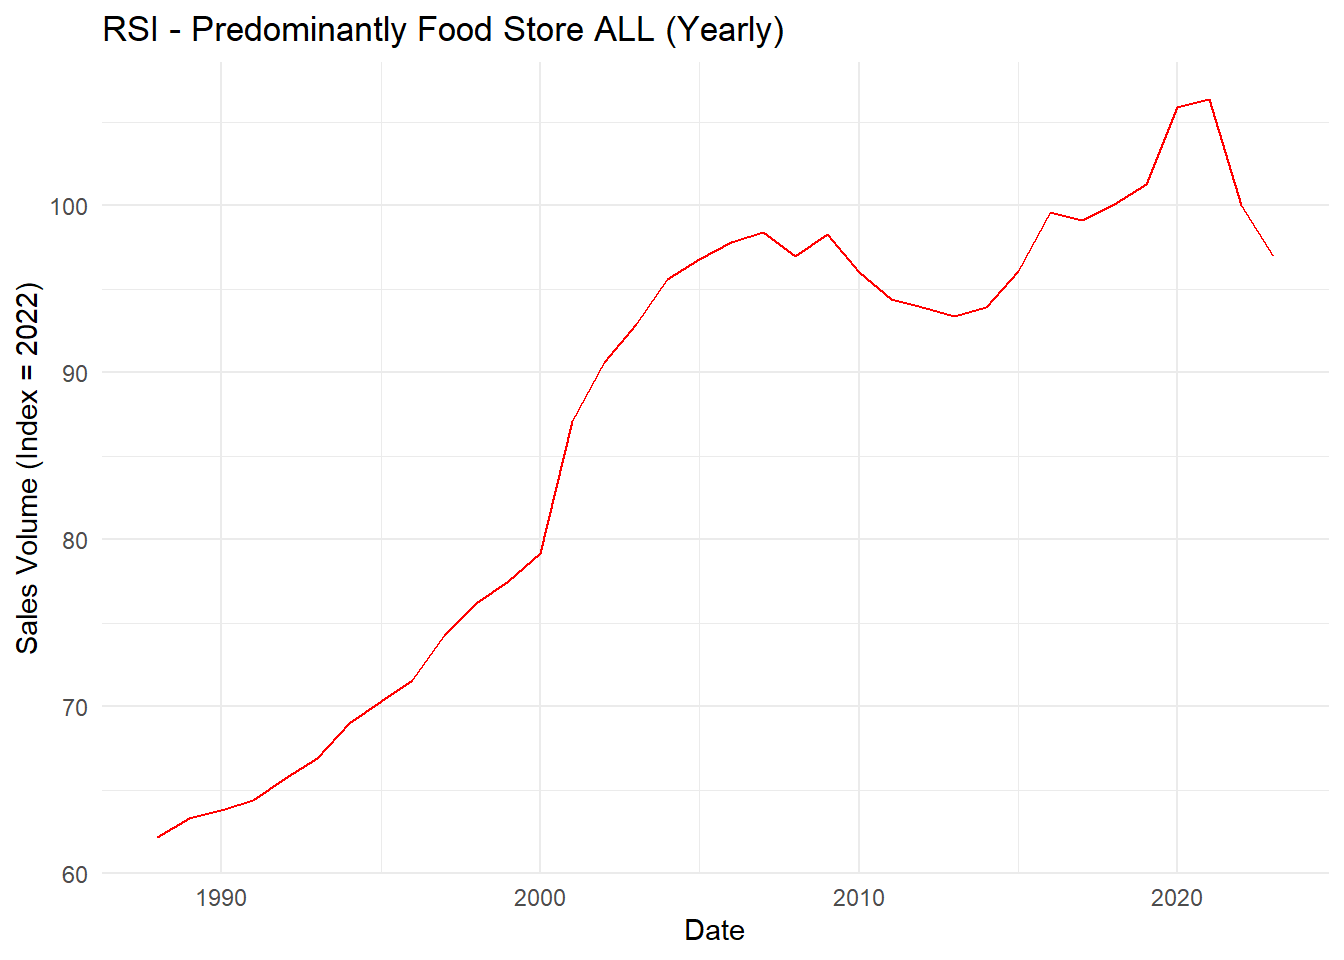 RSI - Predominantly Food Store ALL (Yearly)
Sales Volume (Index = 2022)
100
90
80
70
60
1990 2000 2010 2020
Date